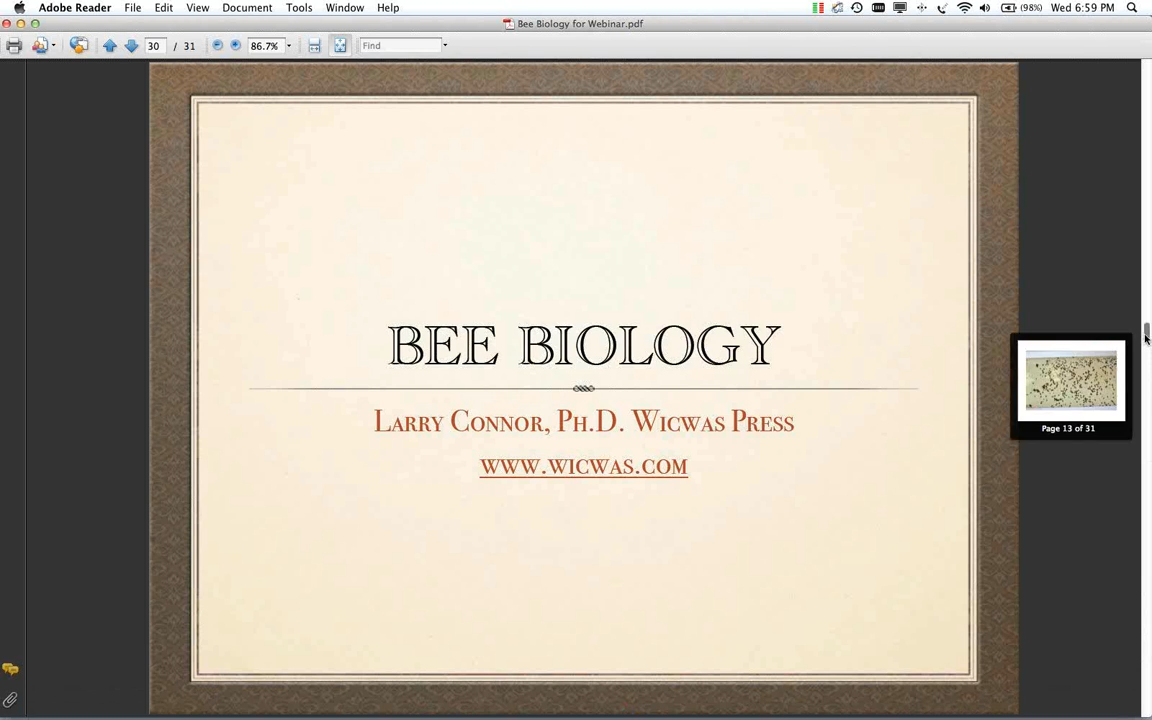 Adobe Reader File Edit View Document Tools Window Help (98%) Wed 6:59 PM
Bee Biology for Webinar.pdf
30 / 31 86.7% Find
BEE BIOLOGY
Larry Connor, Ph.D. Wicwas Press
www.wicwas.com
Page 13 of 31